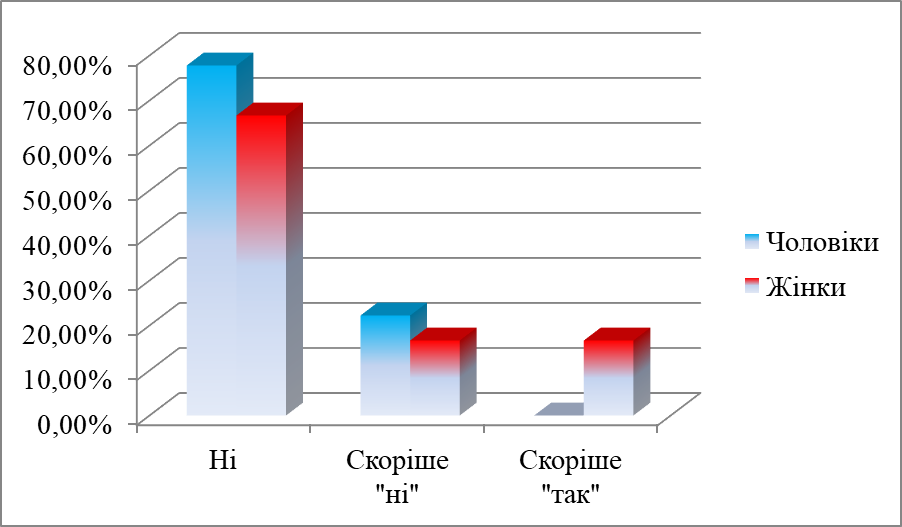 80,00%
70,00%
60,00%
50,00%
40,00%
30,00%
20,00%
10,00%
0,00%
Ні
Скоріше
"ні"
Скоріше
"так"
Чоловіки
Жінки